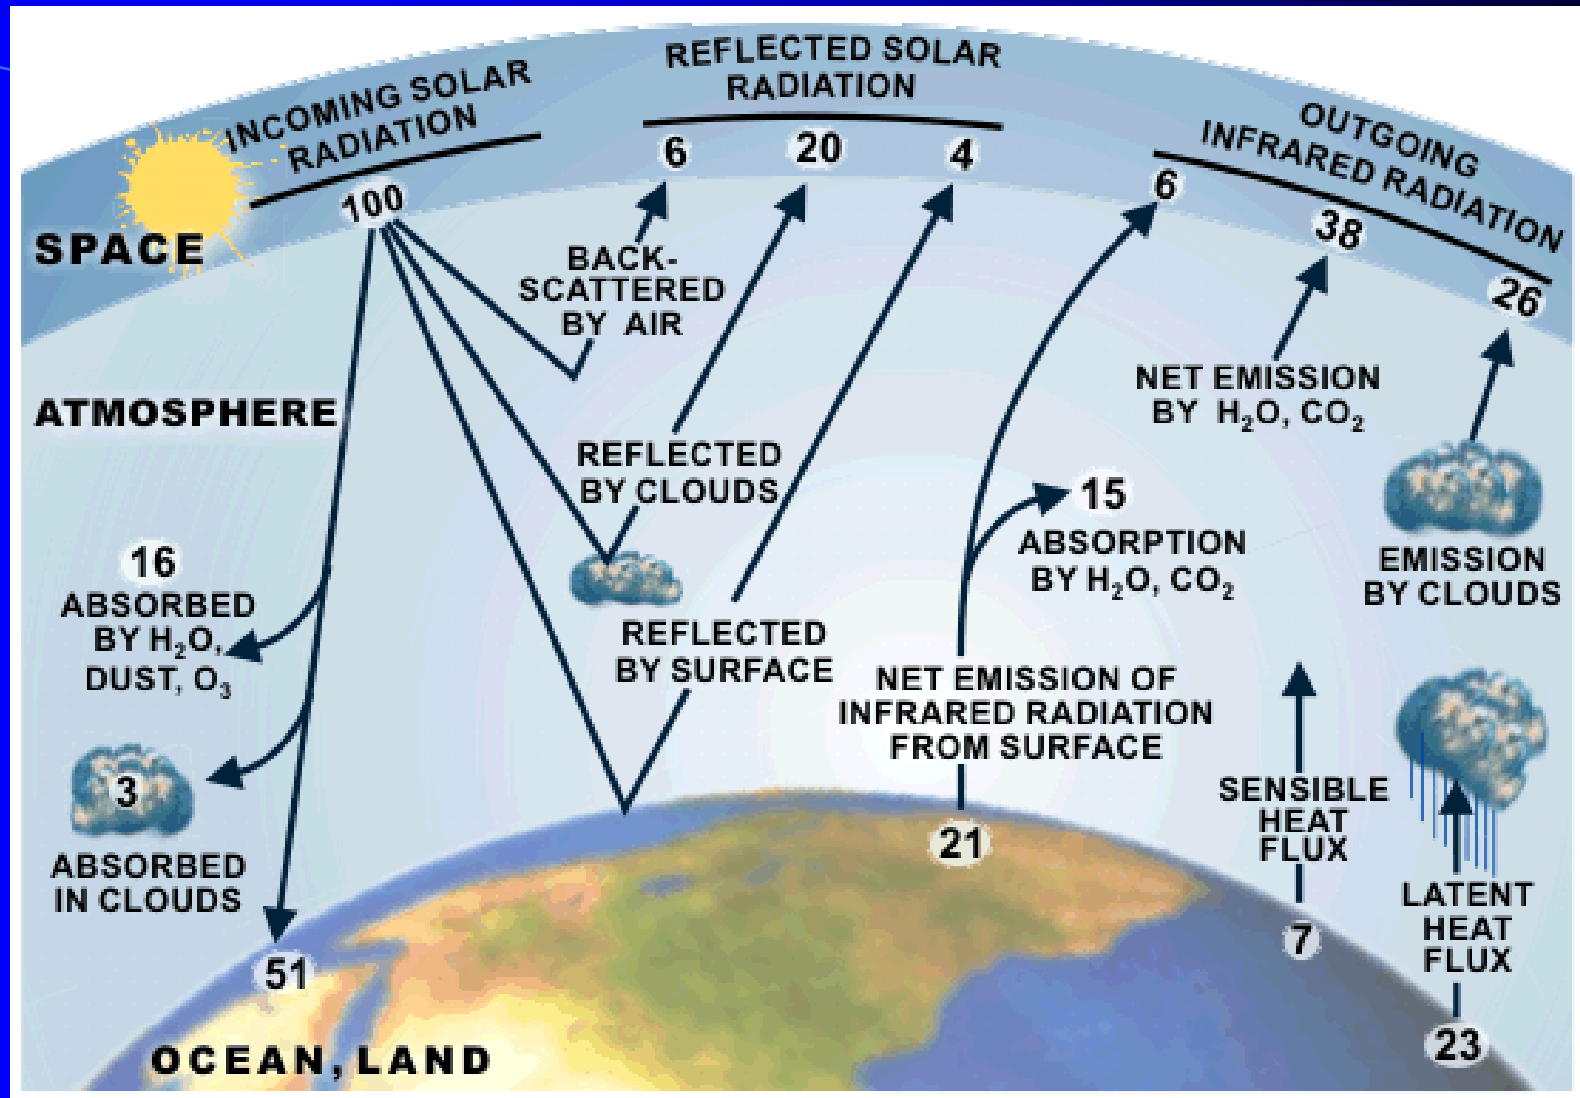 INCOMING SOLAR
RADIATION
100
REFLECTED SOLAR
RADIATION
6 20 4
OUTGOING
INFRARED RADIATION
6
38
26
SPACE
BACK-
SCATTERED
BY AIR
ATMOSPHERE
REFLECTED
BY CLOUDS
NET EMISSION
BY H₂O, CO₂
15
ABSORPTION
BY H₂O, CO₂
EMISSION
BY CLOUDS
16
ABSORBED
BY H₂O,
DUST, O₃
REFLECTED
BY SURFACE
NET EMISSION OF
INFRARED RADIATION
FROM SURFACE
21
3
ABSORBED
IN CLOUDS
SENSIBLE
HEAT
FLUX
7
LATENT
HEAT
FLUX
23
51
OCEAN, LAND